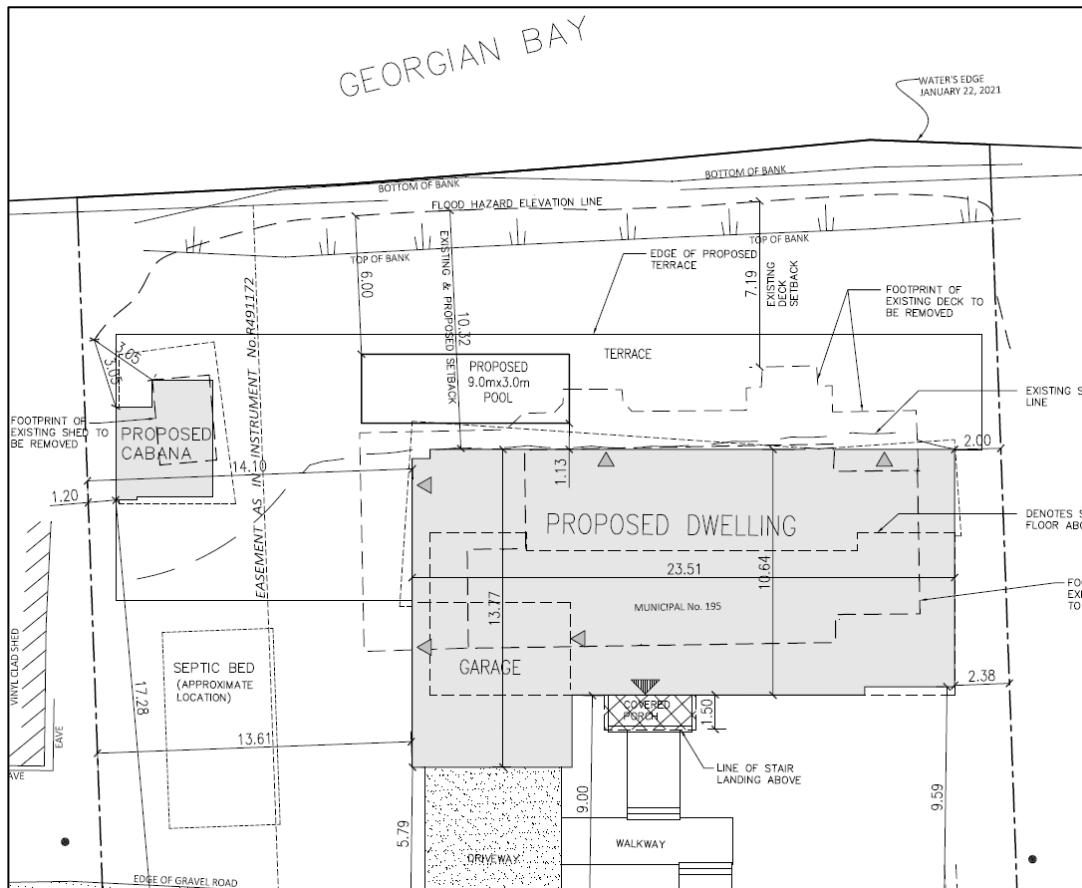 GEORGIAN BAY
WATER'S EDGE
JANUARY 22, 2021
BOTTOM OF BANK
BOTTOM OF BANK
FLOOD HAZARD ELEVATION LINE
TOP OF BANK
TOP OF BANK
EDGE OF PROPOSED
TERRACE
6.00
EXISTING & PROPOSED SETBACK
10.32
7.19
EXISTING
DECK
SETBACK
FOOTPRINT OF
EXISTING DECK TO
BE REMOVED
EASEMENT AS IN INSTRUMENT No.R491172
3.05
3.05
PROPOSED
9.0mx3.0m
POOL
TERRACE
EXISTING S
LINE
FOOTPRINT OF
EXISTING SHED TO
BE REMOVED
PROPOSED
CABANA
14.10
1.20
1.13
2.00
PROPOSED DWELLING
DENOTES S
FLOOR ABO
23.51
10.64
13.77
MUNICIPAL No. 195
FOO
EXI
TO
VINYL CLAD SHED
EAVE
AVE
SEPTIC BED
(APPROXIMATE
LOCATION)
GARAGE
17.28
13.61
2.38
COVERED
PORCH
1.50
LINE OF STAIR
LANDING ABOVE
5.79
9.00
9.59
DRIVEWAY
WALKWAY
EDGE OF GRAVEL ROAD